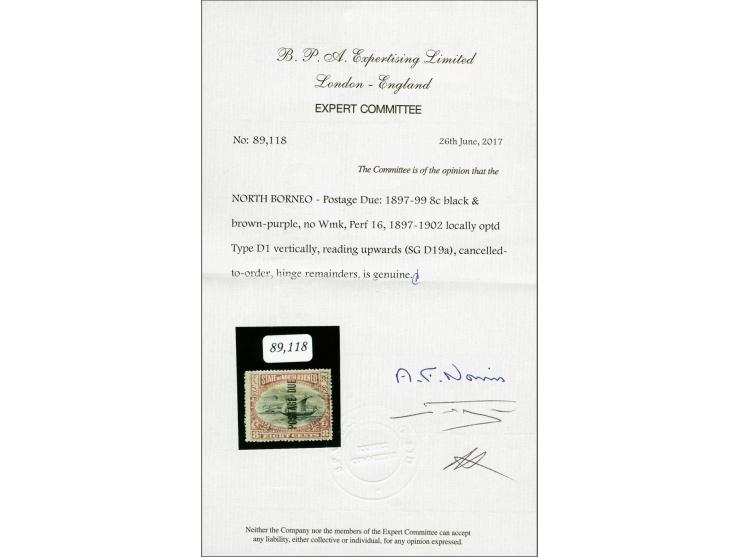 B. P. A. Expertising Limited
London - England
EXPERT COMMITTEE
No: 89,118
26th June, 2017
The Committee is of the opinion that the
NORTH BORNEO - Postage Due: 1897-99 8c black &
brown-purple, no Wmk, Perf 16, 1897-1902 locally optd
Type D1 vertically, reading upwards (SG D19a), cancelled-
to-order, hinge remainders, is genuine.
89,118
STATE OF NORTH BORNEO
POSTAGE DUE
EIGHT CENTS
A. F. Norris
Neither the Company nor the members of the Expert Committee can accept
any liability, either collective or individual, for any opinion expressed.